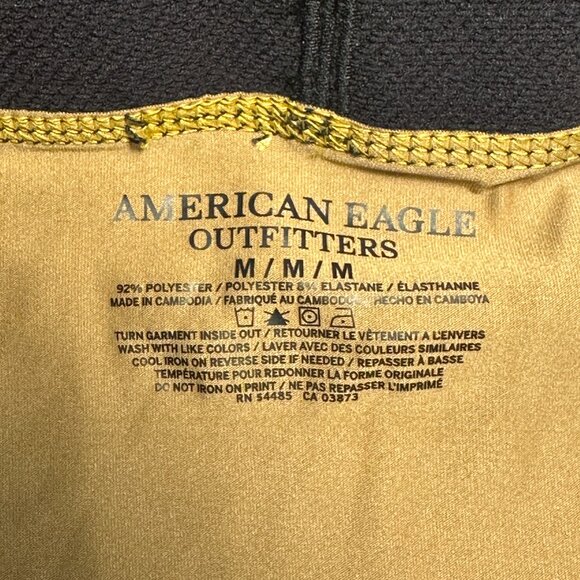 AMERICAN EAGLE
OUTFITTERS
M / M / M
92% POLYESTER / POLYESTER 8% ELASTANE / ÉLASTHANNE
MADE IN CAMBODIA / FABRIQUÉ AU CAMBODGE HECHO EN CAMBOYA
TURN GARMENT INSIDE OUT / RETOURNER LE VÊTEMENT A L'ENVERS
WASH WITH LIKE COLORS / LAVER AVEC DES COULEURS SIMILAIRES
COOL IRON ON REVERSE SIDE IF NEEDED / REPASSER À BASSE
TEMPÉRATURE POUR REDONNER LA FORME ORIGINALE
DO NOT IRON ON PRINT / NE PAS REPASSER L'IMPRIMÉ
RN 54485 CA 03873